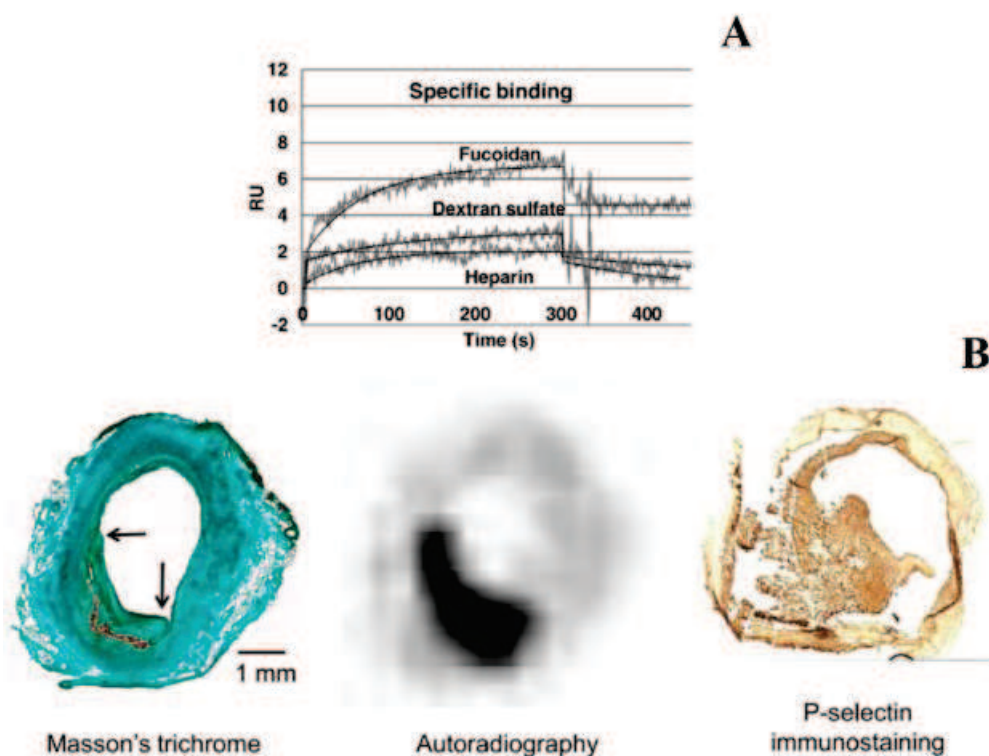 A
12
10
8
6
4
2
0
-2
RU
Specific binding
Fucoidan
Dextran sulfate
Heparin
0 100 200 300 400
Time (s)
B
1 mm
Masson's trichrome
Autoradiography
P-selectin
immunostaining